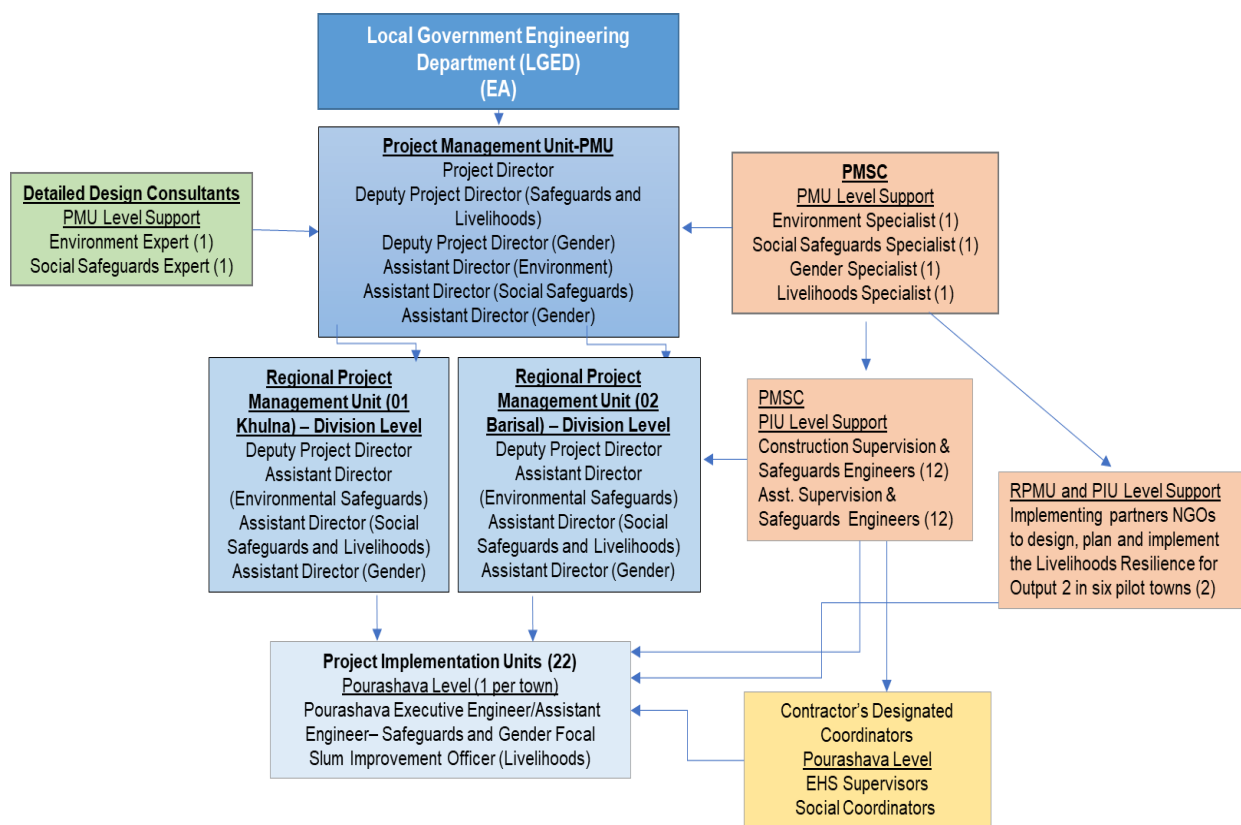 Local Government Engineering
Department (LGED)
(EA)
Project Management Unit-PMU
Project Director
Deputy Project Director (Safeguards and
Livelihoods)
Deputy Project Director (Gender)
Assistant Director (Environment)
Assistant Director (Social Safeguards)
Assistant Director (Gender)
Detailed Design Consultants
PMU Level Support
Environment Expert (1)
Social Safeguards Expert (1)
PMSC
PMU Level Support
Environment Specialist (1)
Social Safeguards Specialist (1)
Gender Specialist (1)
Livelihoods Specialist (1)
Regional Project
Management Unit (01
Khulna) – Division Level
Deputy Project Director
Assistant Director
(Environmental Safeguards)
Assistant Director (Social
Safeguards and Livelihoods)
Assistant Director (Gender)
Regional Project
Management Unit (02
Barisal) – Division Level
Deputy Project Director
Assistant Director
(Environmental Safeguards)
Assistant Director (Social
Safeguards and Livelihoods)
Assistant Director (Gender)
PMSC
PIU Level Support
Construction Supervision &
Safeguards Engineers (12)
Asst. Supervision &
Safeguards Engineers (12)
RPMU and PIU Level Support
Implementing partners NGOs
to design, plan and implement
the Livelihoods Resilience for
Output 2 in six pilot towns (2)
Project Implementation Units (22)
Pourashava Level (1 per town)
Pourashava Executive Engineer/Assistant
Engineer– Safeguards and Gender Focal
Slum Improvement Officer (Livelihoods)
Contractor's Designated
Coordinators
Pourashava Level
EHS Supervisors
Social Coordinators